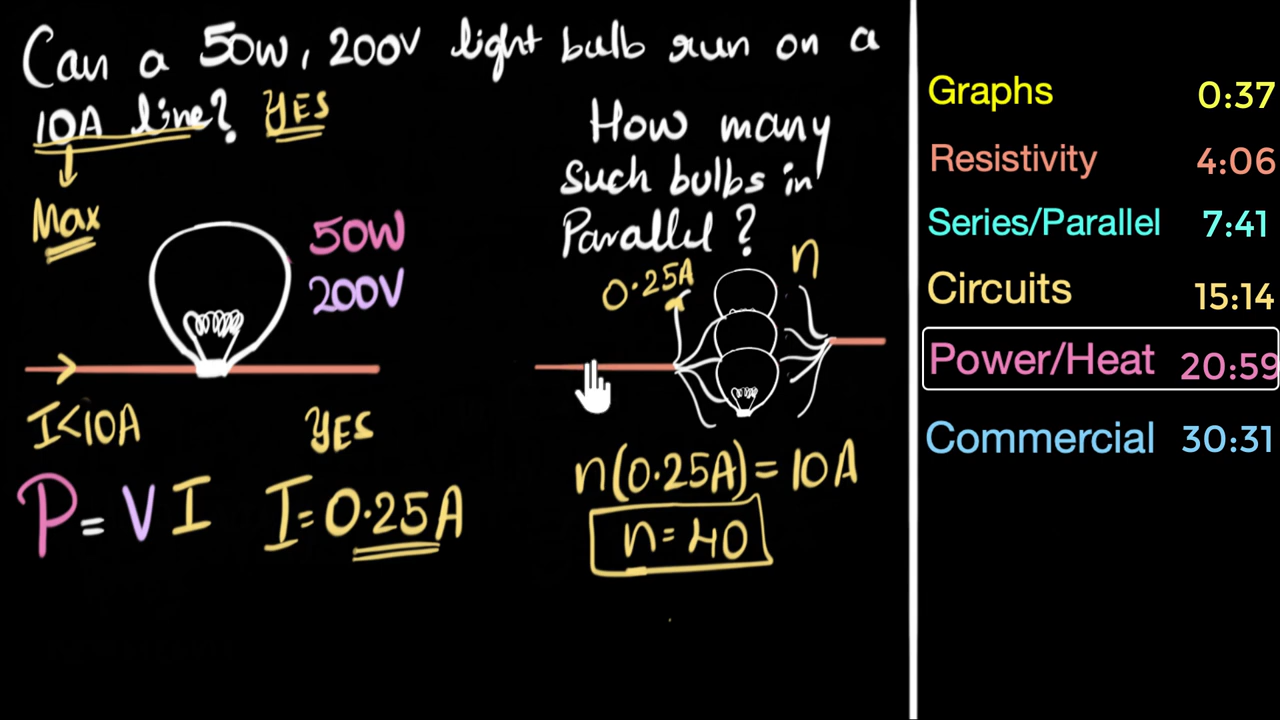 Can a 50W, 200V light bulb run on a
10A line? YES
Max
50W
200V
I<10A YES
P = VI I = 0.25A
How many
such bulbs in
Parallel?
0.25A
n
n(0.25A) = 10A
n = 40
Graphs 0:37
Resistivity 4:06
Series/Parallel 7:41
Circuits 15:14
Power/Heat 20:59
Commercial 30:31